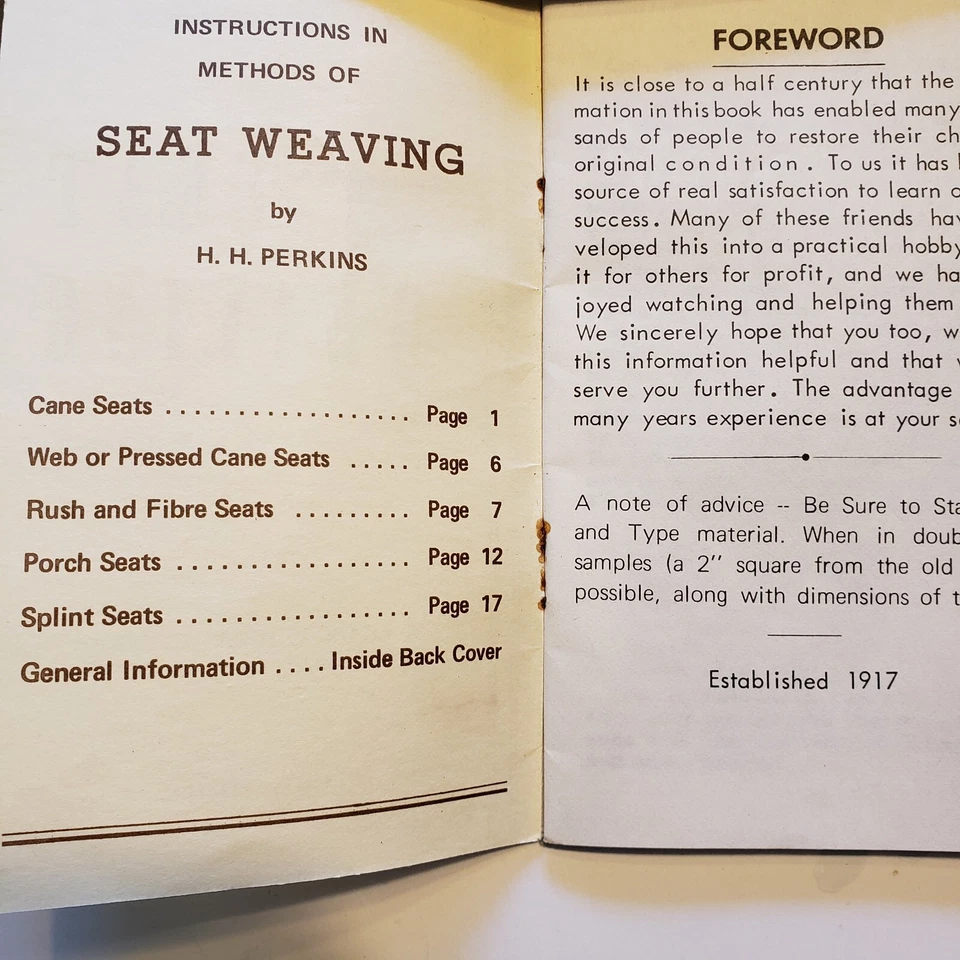 INSTRUCTIONS IN
METHODS OF
SEAT WEAVING
by
H. H. PERKINS
Cane Seats .................. Page 1
Web or Pressed Cane Seats ..... Page 6
Rush and Fibre Seats ......... Page 7
Porch Seats .................. Page 12
Splint Seats .................. Page 17
General Information .... Inside Back Cover
FOREWORD
It is close to a half century that the
mation in this book has enabled many
sands of people to restore their ch
original condition. To us it has
source of real satisfaction to learn o
success. Many of these friends hav
veloped this into a practical hobby
it for others for profit, and we ha
joyed watching and helping them
We sincerely hope that you too, w
this information helpful and that
serve you further. The advantage
many years experience is at your s
A note of advice -- Be Sure to Sta
and Type material. When in doub
samples (a 2" square from the old
possible, along with dimensions of t
Established 1917